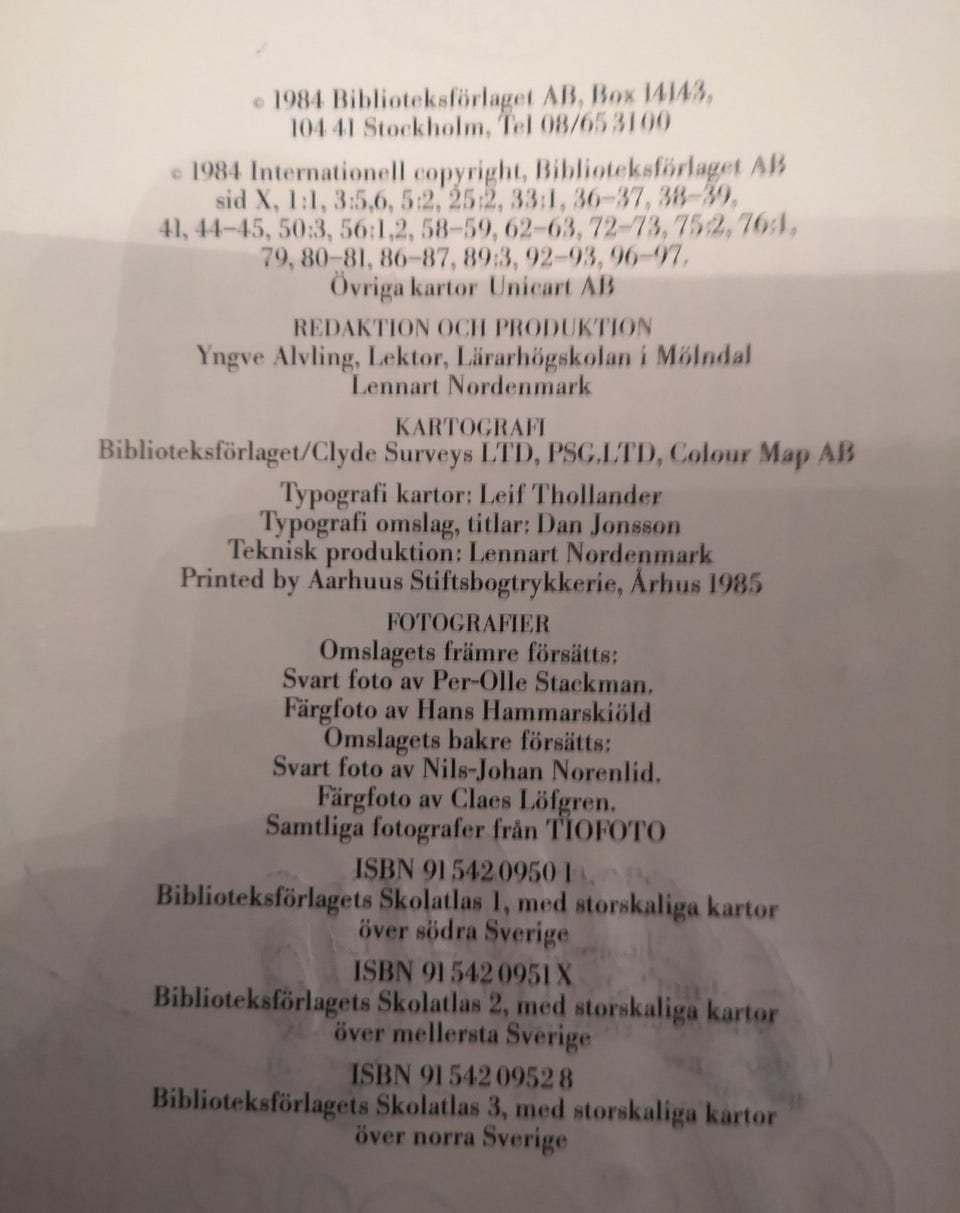 © 1984 Biblioteksförlaget AB, Box 14143,
104 41 Stockholm, Tel 08/65 31 00
© 1984 Internationell copyright, Biblioteksförlaget AB
sid X, 1:1, 3:5,6, 5:2, 25:2, 33:1, 36–37, 38–39,
41, 44–45, 50:3, 56:1,2, 58–59, 62–63, 72–73, 75:2, 76:1,
79, 80–81, 86–87, 89:3, 92–93, 96–97.
Övriga kartor Unicart AB
REDAKTION OCH PRODUKTION
Yngve Alvling, Lektor, Lärarhögskolan i Mölndal
Lennart Nordenmark
KARTOGRAFI
Biblioteksförlaget/Clyde Surveys LTD, PSG.LTD, Colour Map AB
Typografi kartor: Leif Thollander
Typografi omslag, titlar: Dan Jonsson
Teknisk produktion: Lennart Nordenmark
Printed by Aarhuus Stiftsbogtrykkerie, Århus 1985
FOTOGRAFIER
Omslagets främre försätts:
Svart foto av Per-Olle Stackman.
Färgfoto av Hans Hammarskiöld
Omslagets bakre försätts:
Svart foto av Nils-Johan Norenlid.
Färgfoto av Claes Löfgren.
Samtliga fotografer från TIOFOTO
ISBN 91 542 0950 1
Biblioteksförlagets Skolatlas 1, med storskaliga kartor
över södra Sverige
ISBN 91 542 0951 X
Biblioteksförlagets Skolatlas 2, med storskaliga kartor
över mellersta Sverige
ISBN 91 542 0952 8
Biblioteksförlagets Skolatlas 3, med storskaliga kartor
över norra Sverige